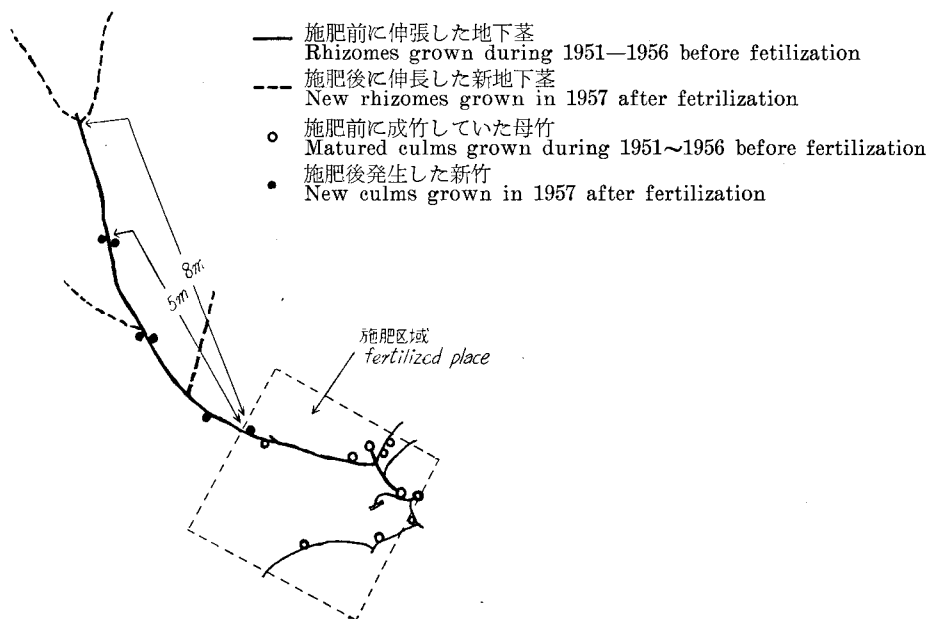 施肥前に伸張した地下茎
Rhizomes grown during 1951—1956 before fetilization
施肥後に伸長した新地下茎
New rhizomes grown in 1957 after fetrilization
施肥前に成竹していた母竹
Matured culms grown during 1951~1956 before fertilization
施肥後発生した新竹
New culms grown in 1957 after fertilization
8m
5m
施肥区域
fertilized place